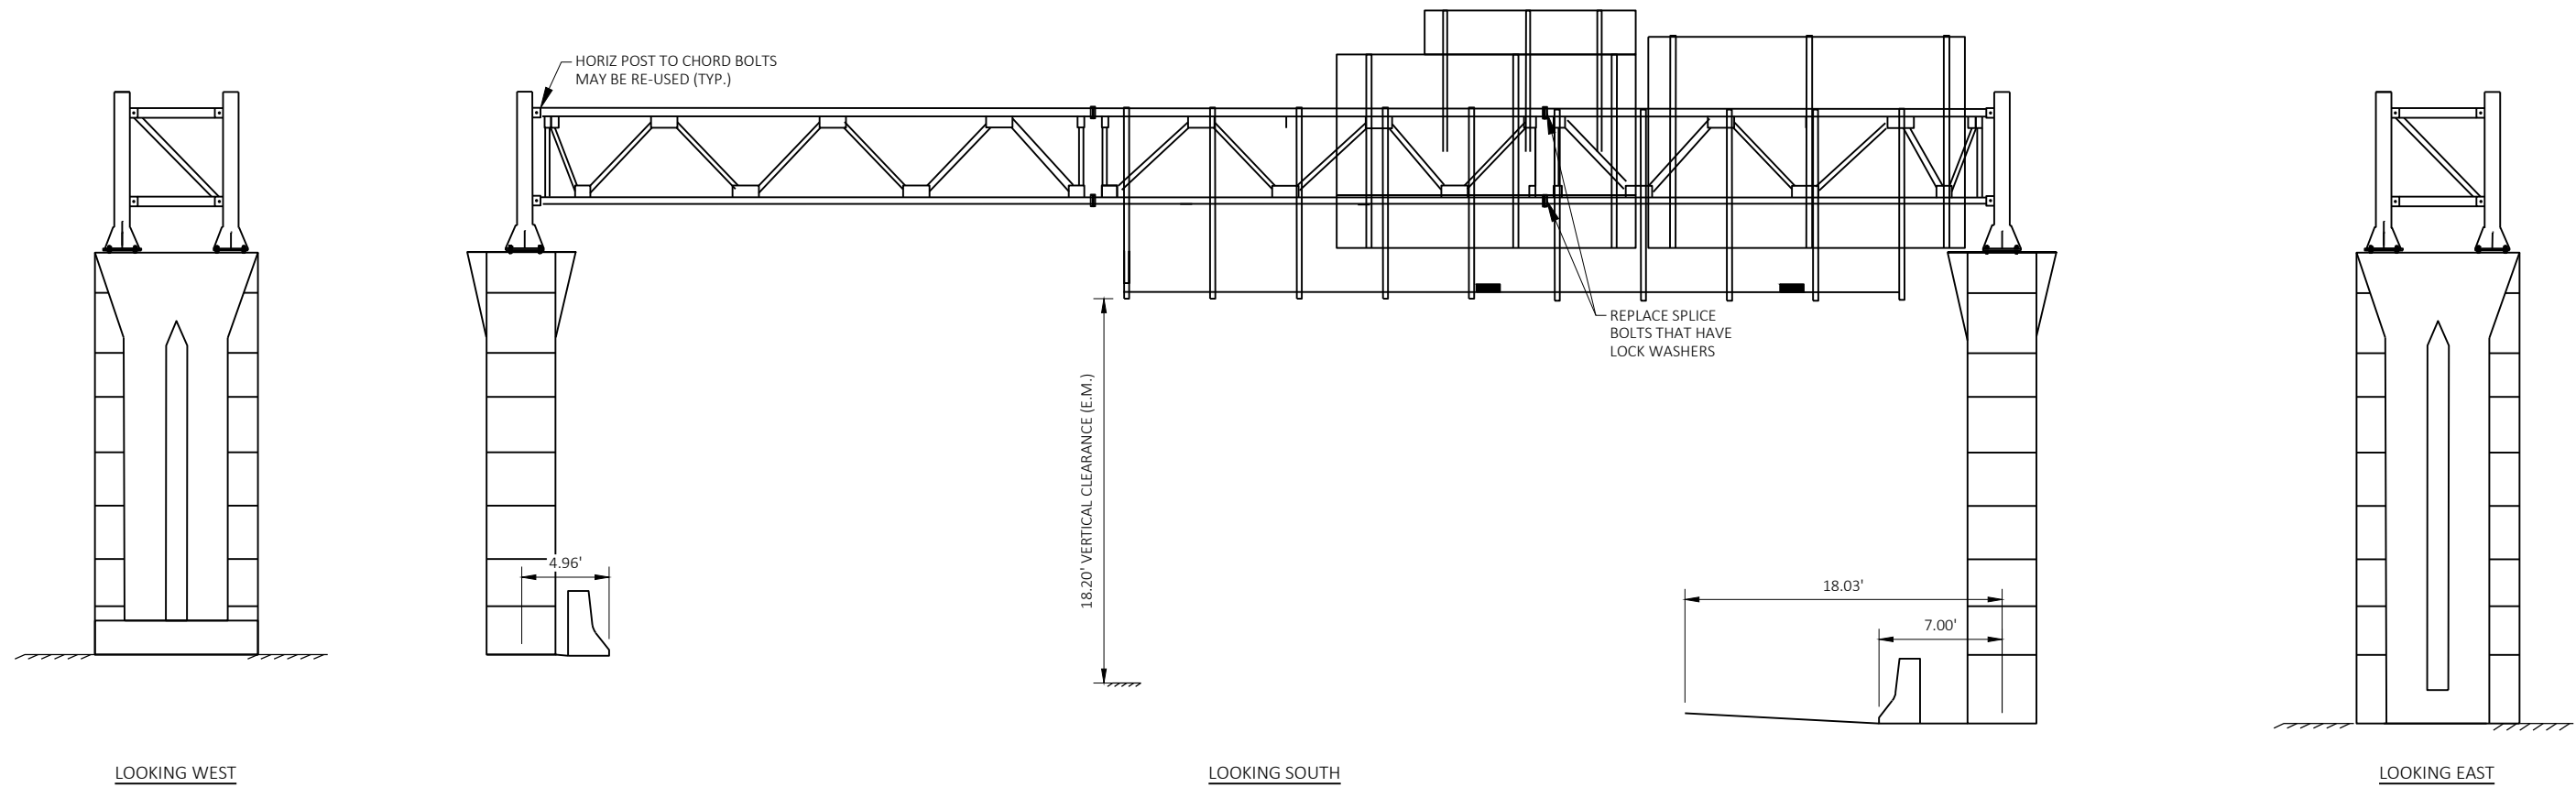 HORIZ POST TO CHORD BOLTS
MAY BE RE-USED (TYP.)
REPLACE SPLICE
BOLTS THAT HAVE
LOCK WASHERS
18.20' VERTICAL CLEARANCE (E.M.)
4.96'
18.03'
7.00'
LOOKING WEST
LOOKING SOUTH
LOOKING EAST